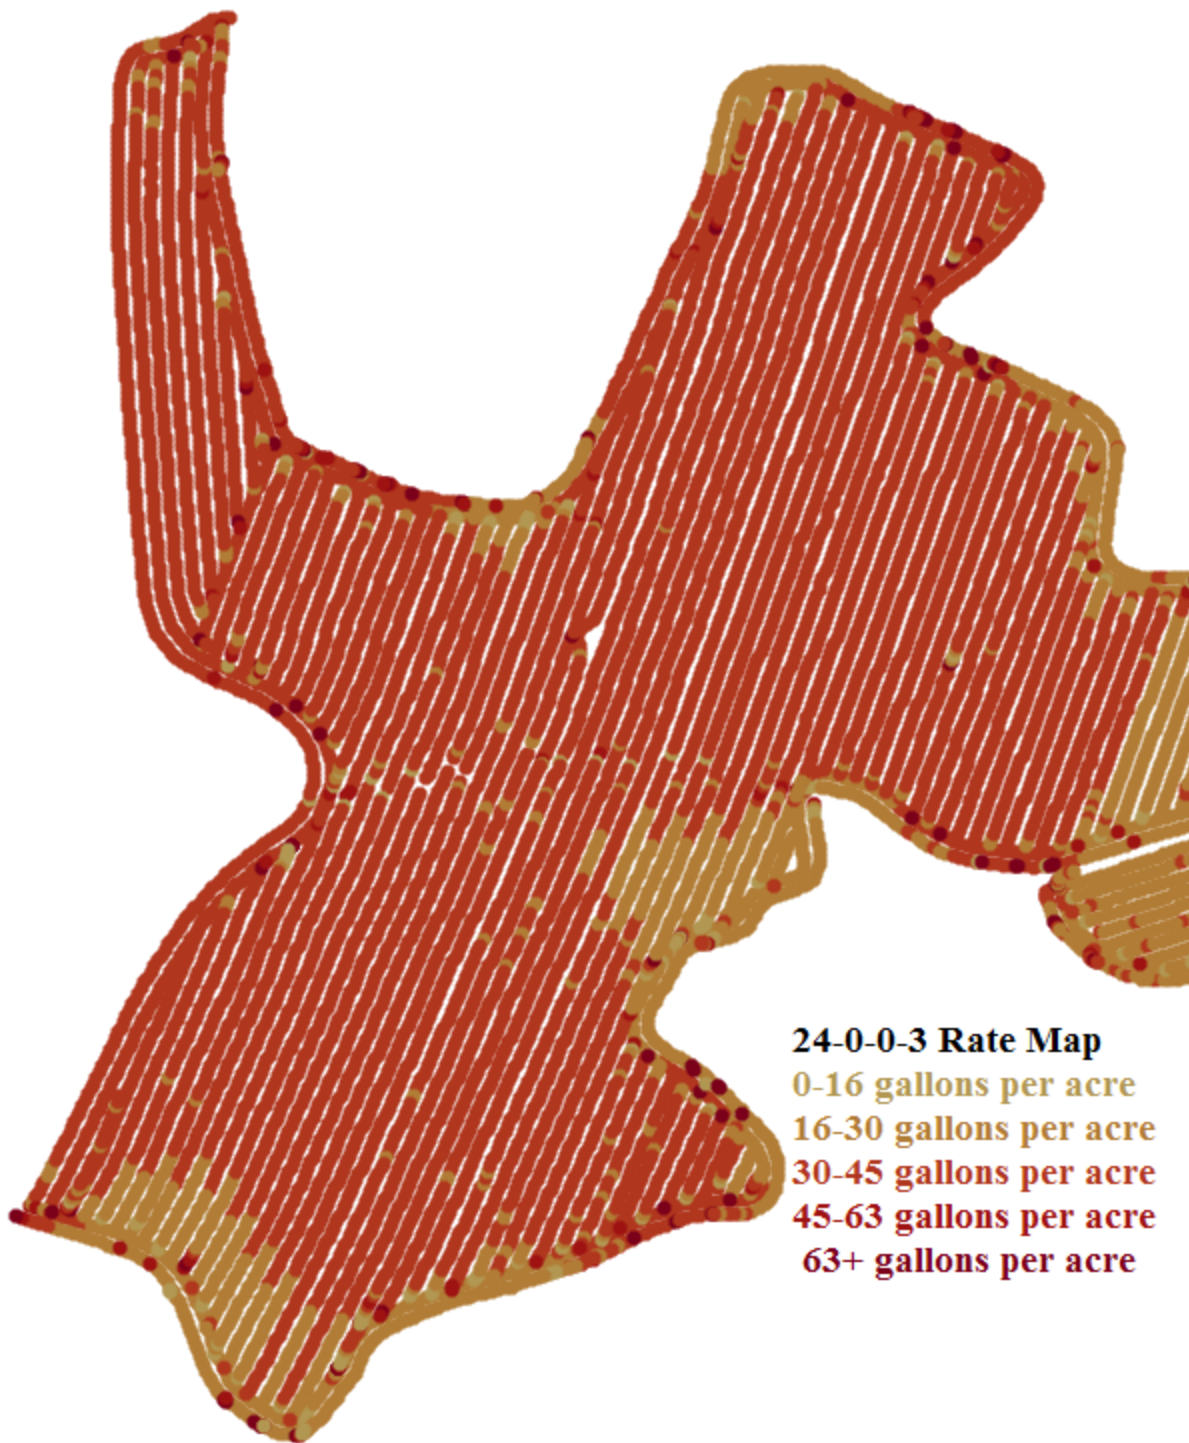 24-0-0-3 Rate Map
0-16 gallons per acre
16-30 gallons per acre
30-45 gallons per acre
45-63 gallons per acre
63+ gallons per acre